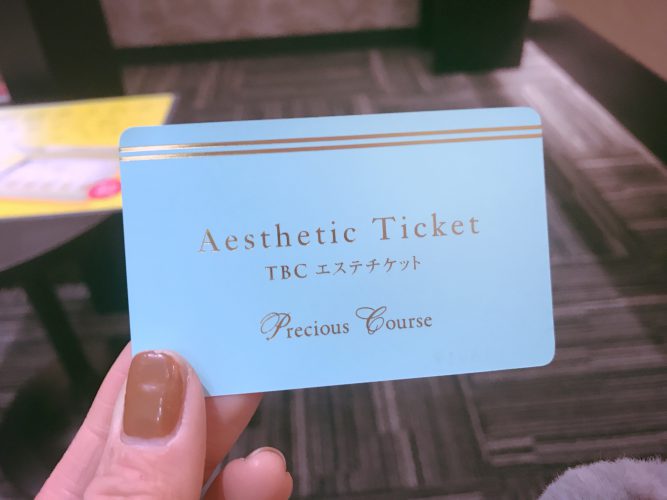 Aesthetic Ticket
TBC エステチケット
Precious Course